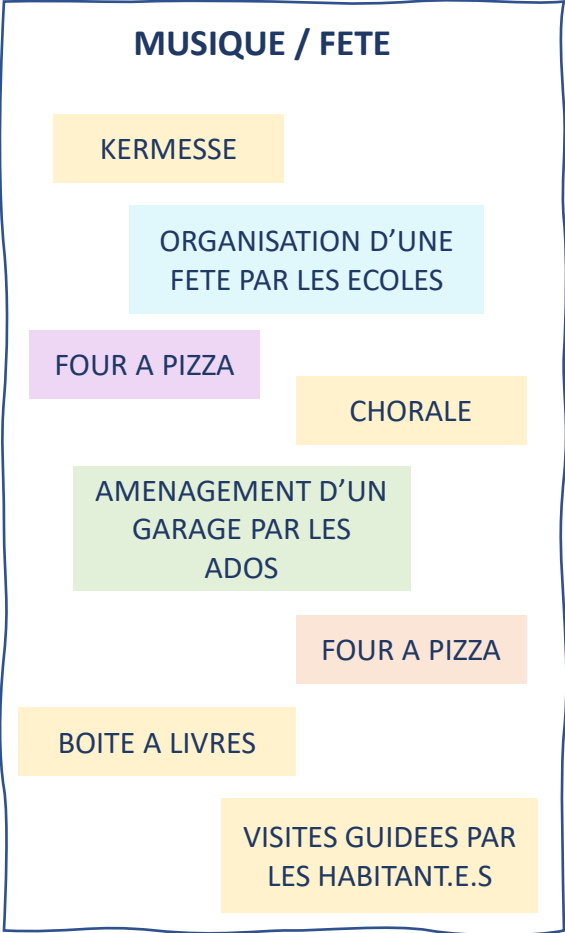 MUSIQUE / FETE
KERMESSE
ORGANISATION D’UNE
FETE PAR LES ECOLES
FOUR A PIZZA
CHORALE
AMENAGEMENT D’UN
GARAGE PAR LES
ADOS
FOUR A PIZZA
BOITE A LIVRES
VISITES GUIDEES PAR
LES HABITANT.E.S